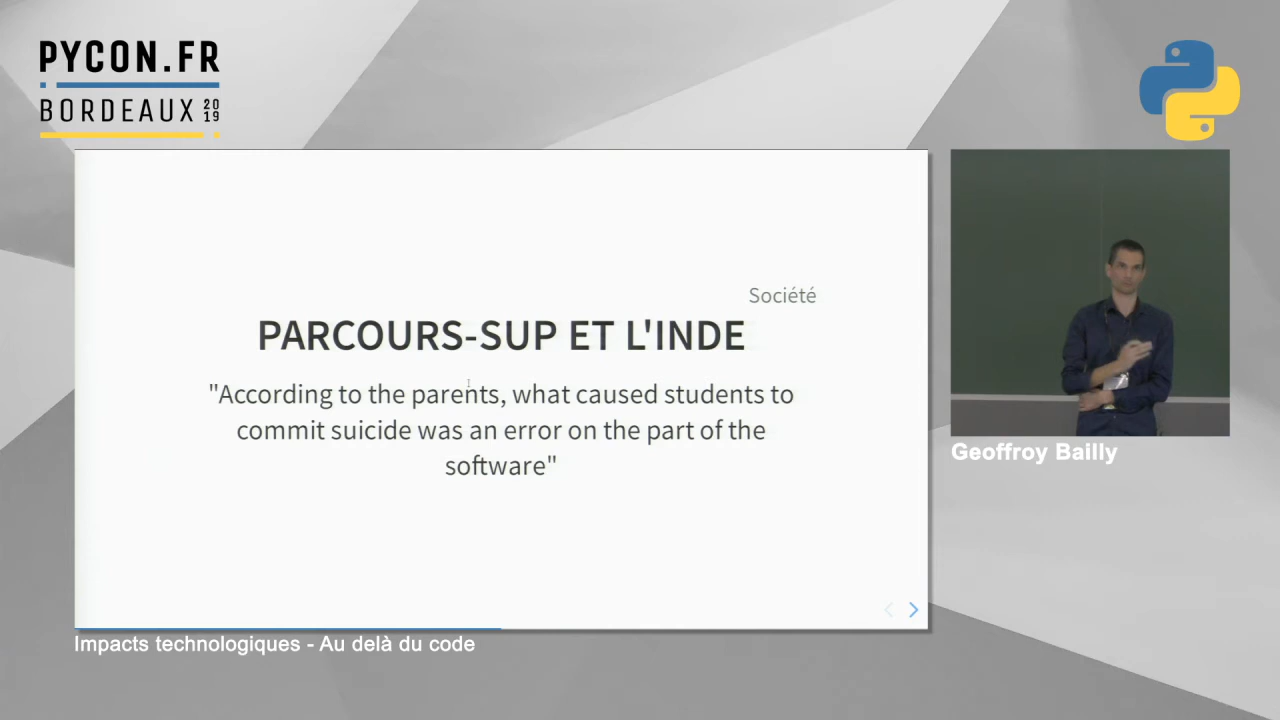 PYCON.FR
BORDEAUX 2019
Société
PARCOURS-SUP ET L'INDE
"According to the parents, what caused students to
commit suicide was an error on the part of the
software"
Geoffroy Bailly
Impacts technologiques - Au delà du code